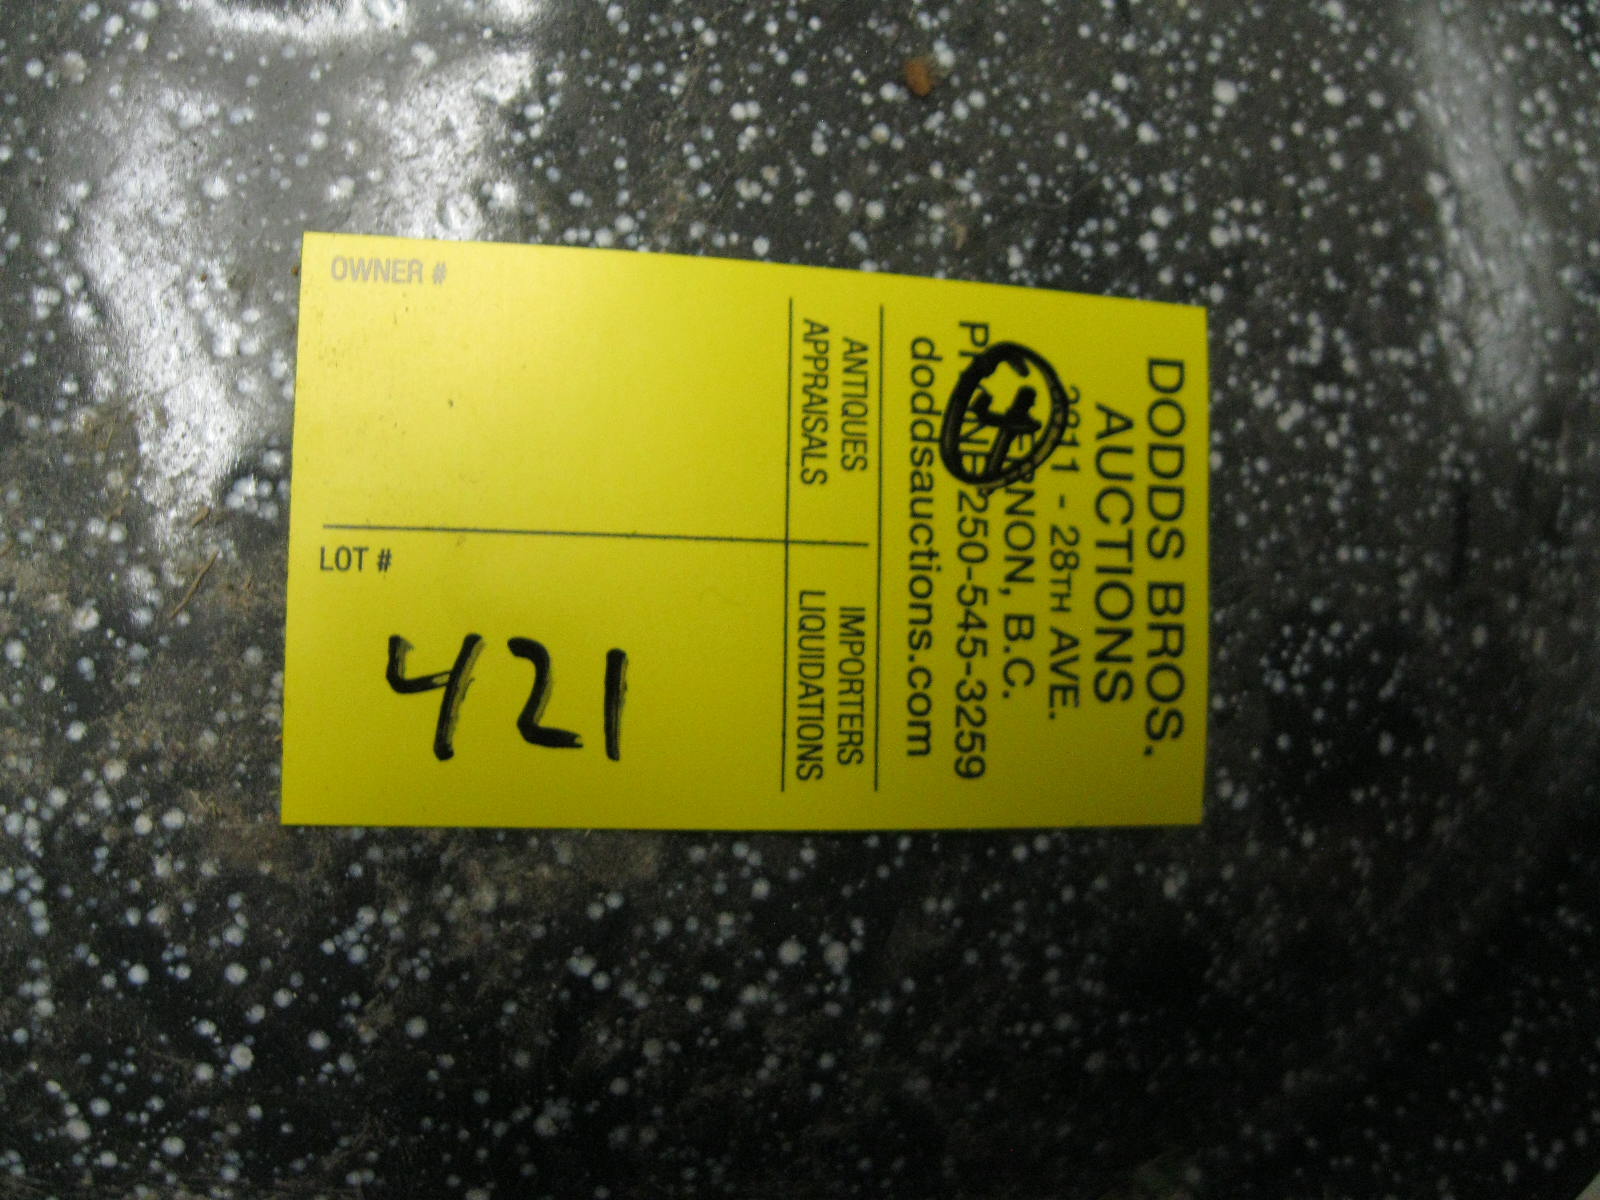 DODDS BROS.
AUCTIONS
28TH AVE.
B.C.
250-545-3259
doddsauctions.com
ANTIQUES
APPRAISALS
IMPORTERS
LIQUIDATIONS
OWNER #
LOT #
421